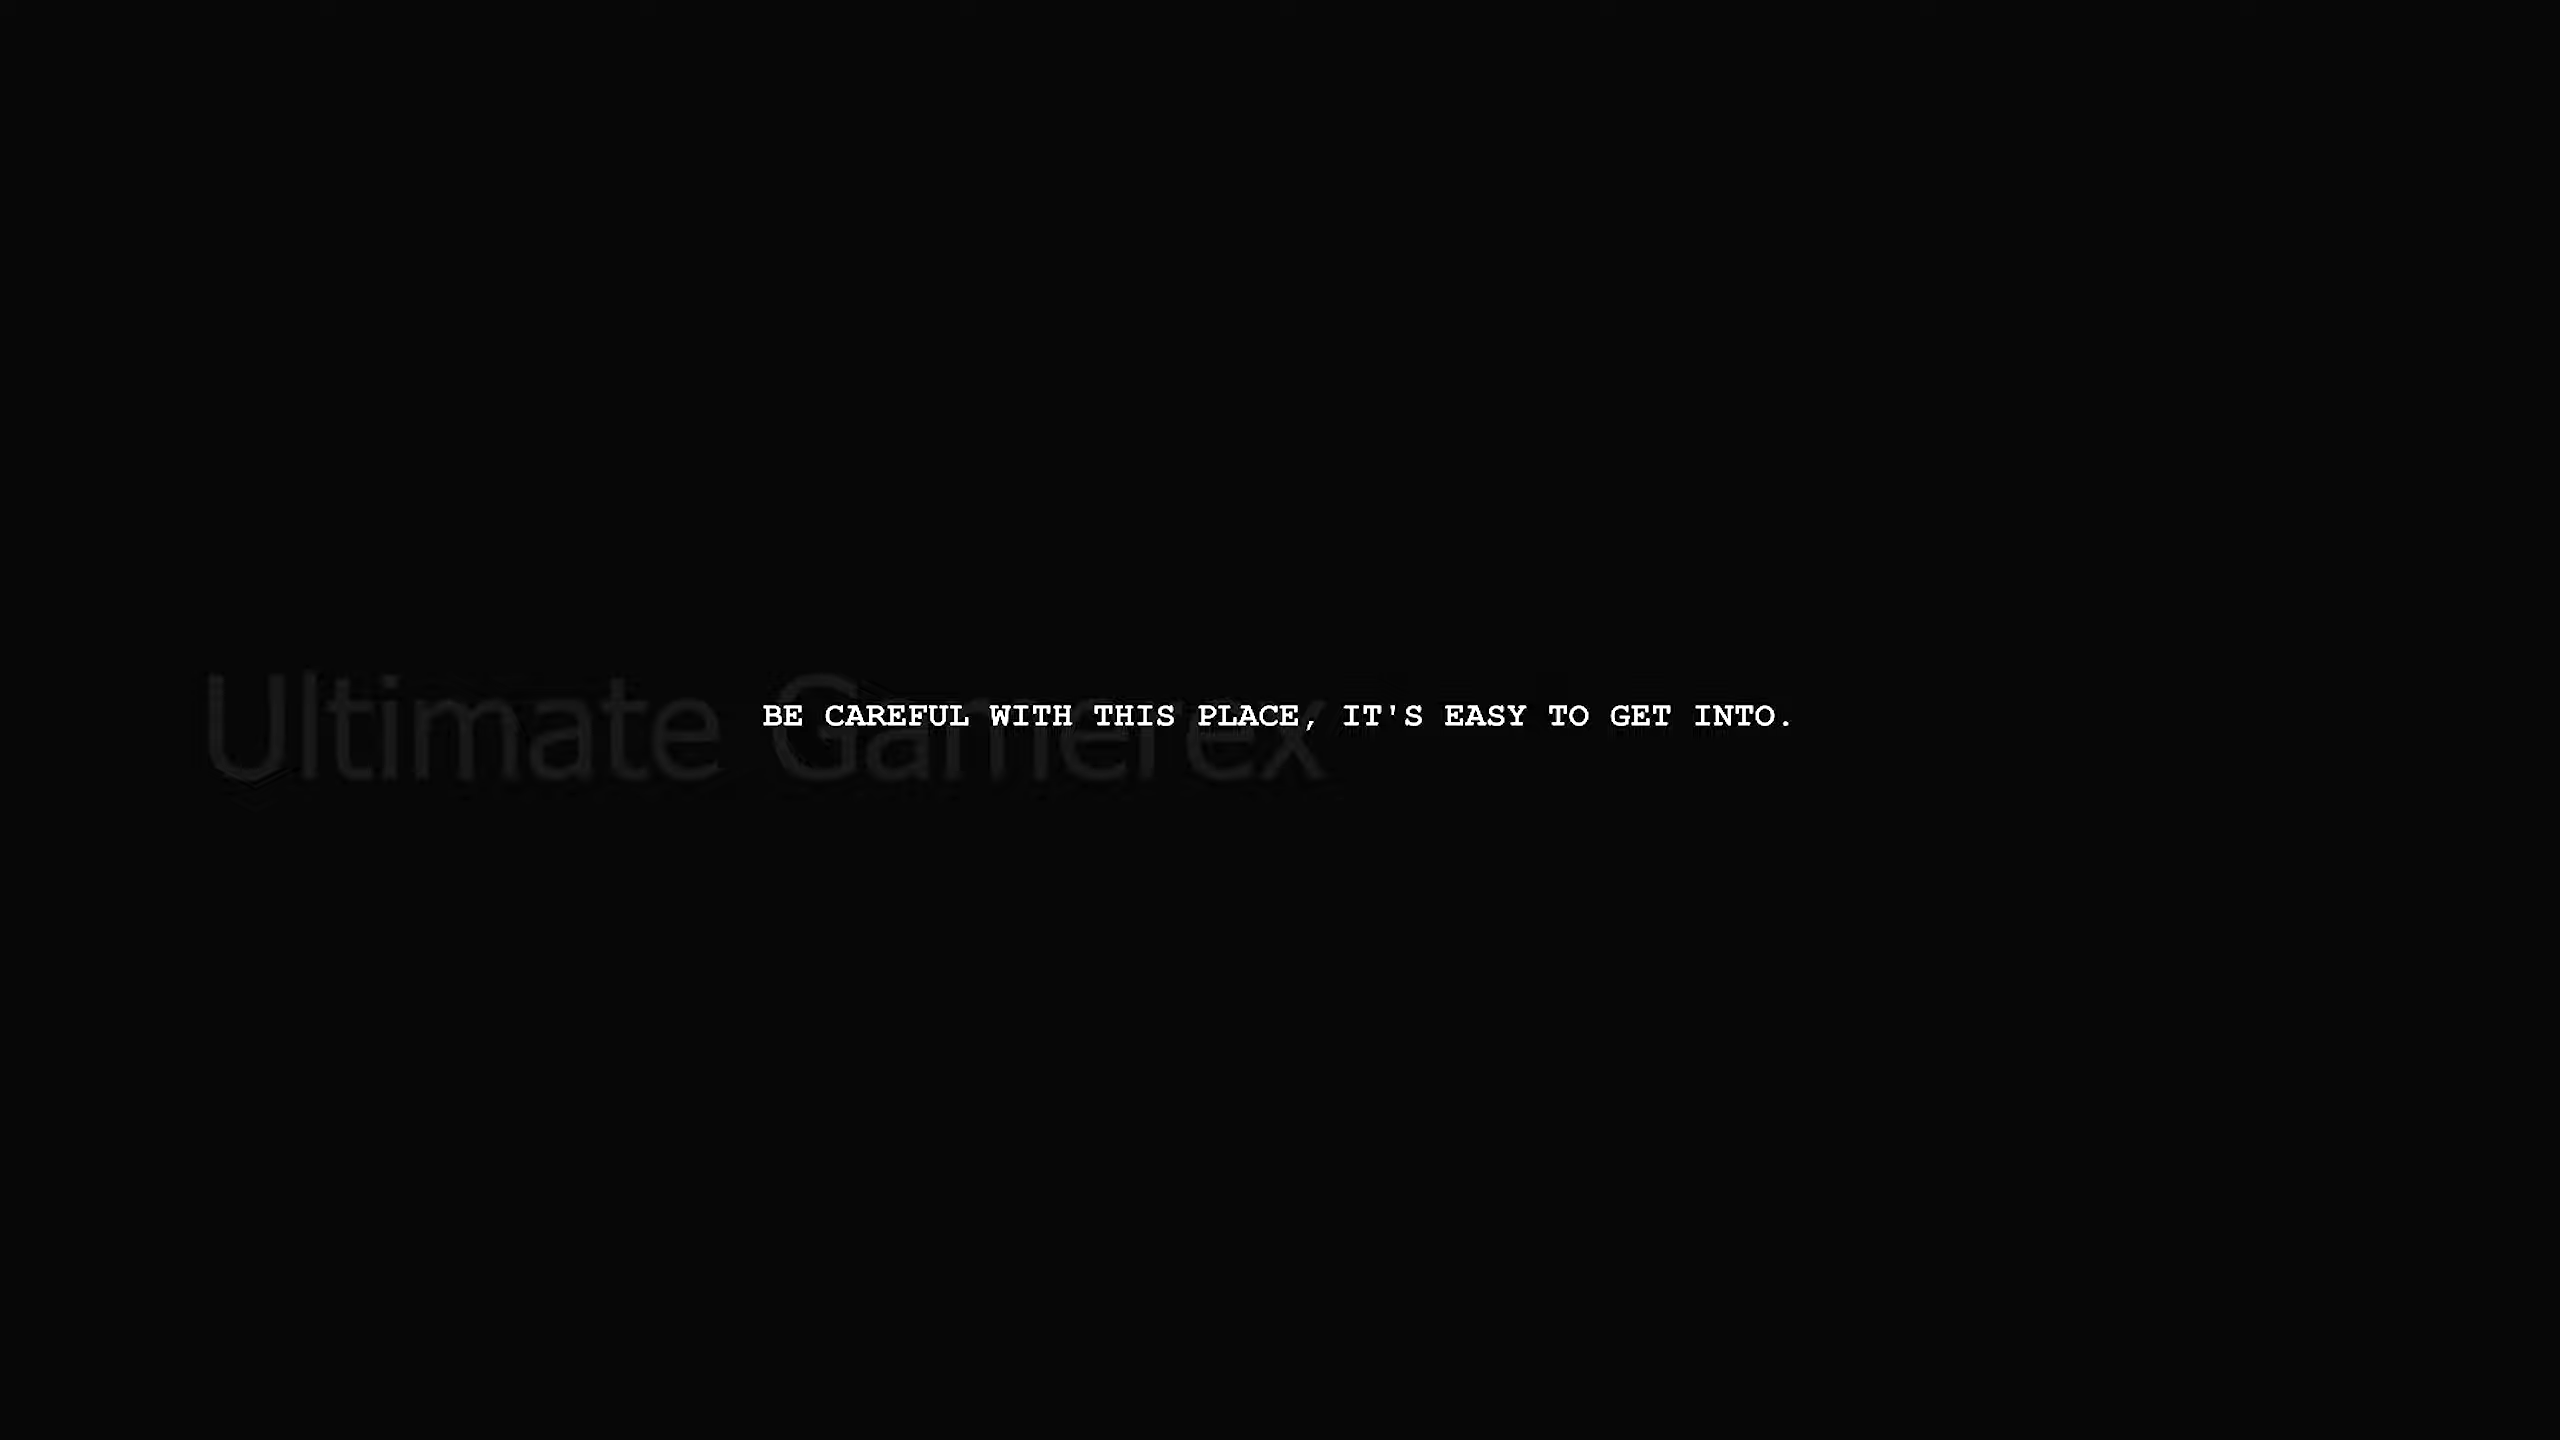 Ultimate Gamerex
BE CAREFUL WITH THIS PLACE, IT'S EASY TO GET INTO.